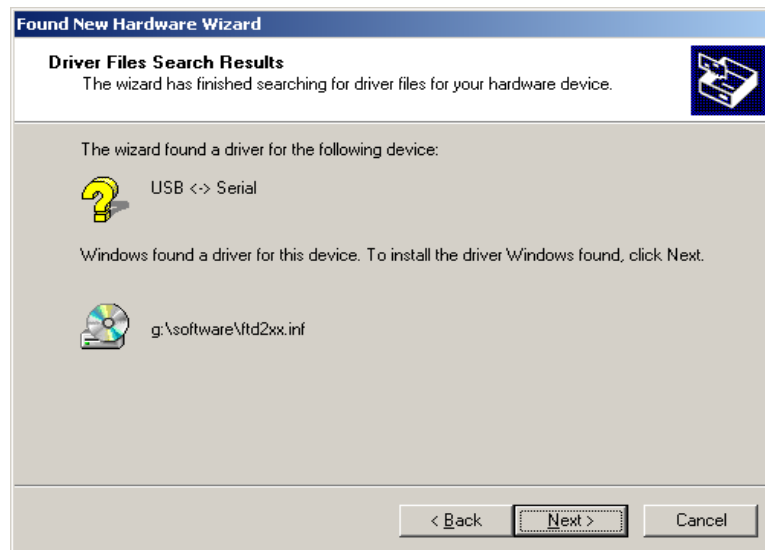 Found New Hardware Wizard
Driver Files Search Results
The wizard has finished searching for driver files for your hardware device.
The wizard found a driver for the following device:
USB <-> Serial
Windows found a driver for this device. To install the driver Windows found, click Next.
g:\software\ftd2xx.inf
< Back Next > Cancel